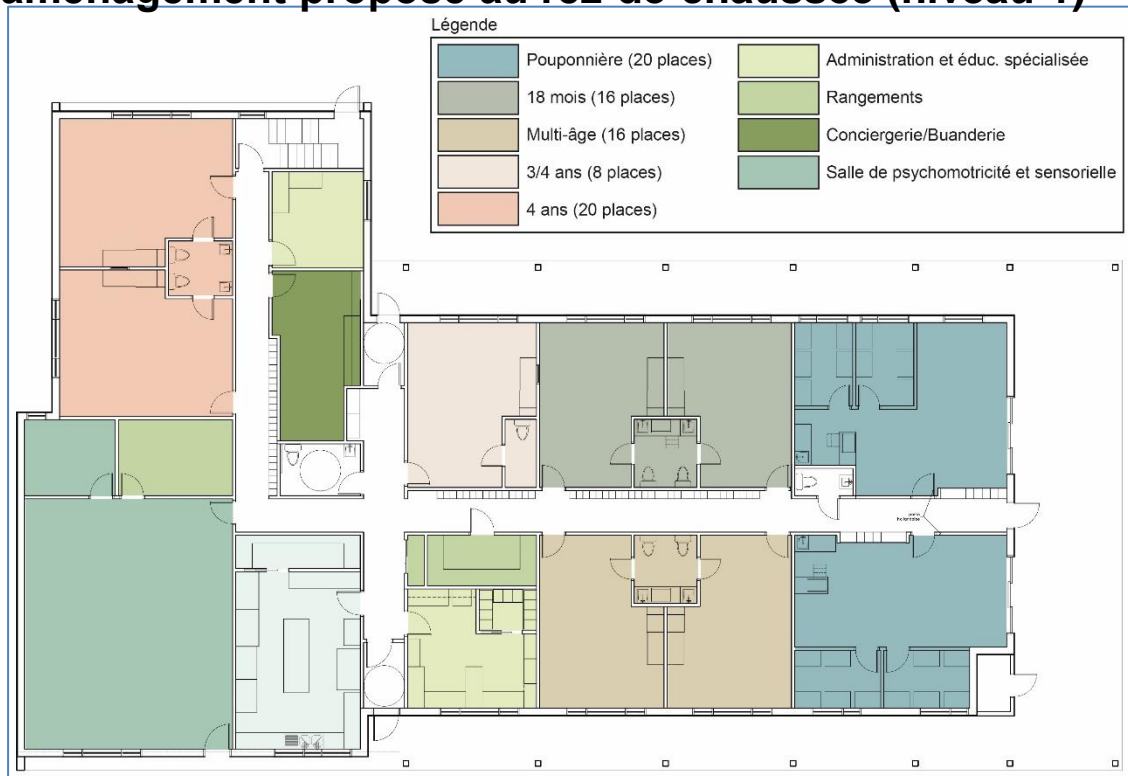 aménagement proposé au rez-de-chaussée (niveau 1)
Légende
Pouponnière (20 places)
18 mois (16 places)
Multi-âge (16 places)
3/4 ans (8 places)
4 ans (20 places)
Administration et éduc. spécialisée
Rangements
Conciergerie/Buanderie
Salle de psychomotricité et sensorielle
porte
hollandaise